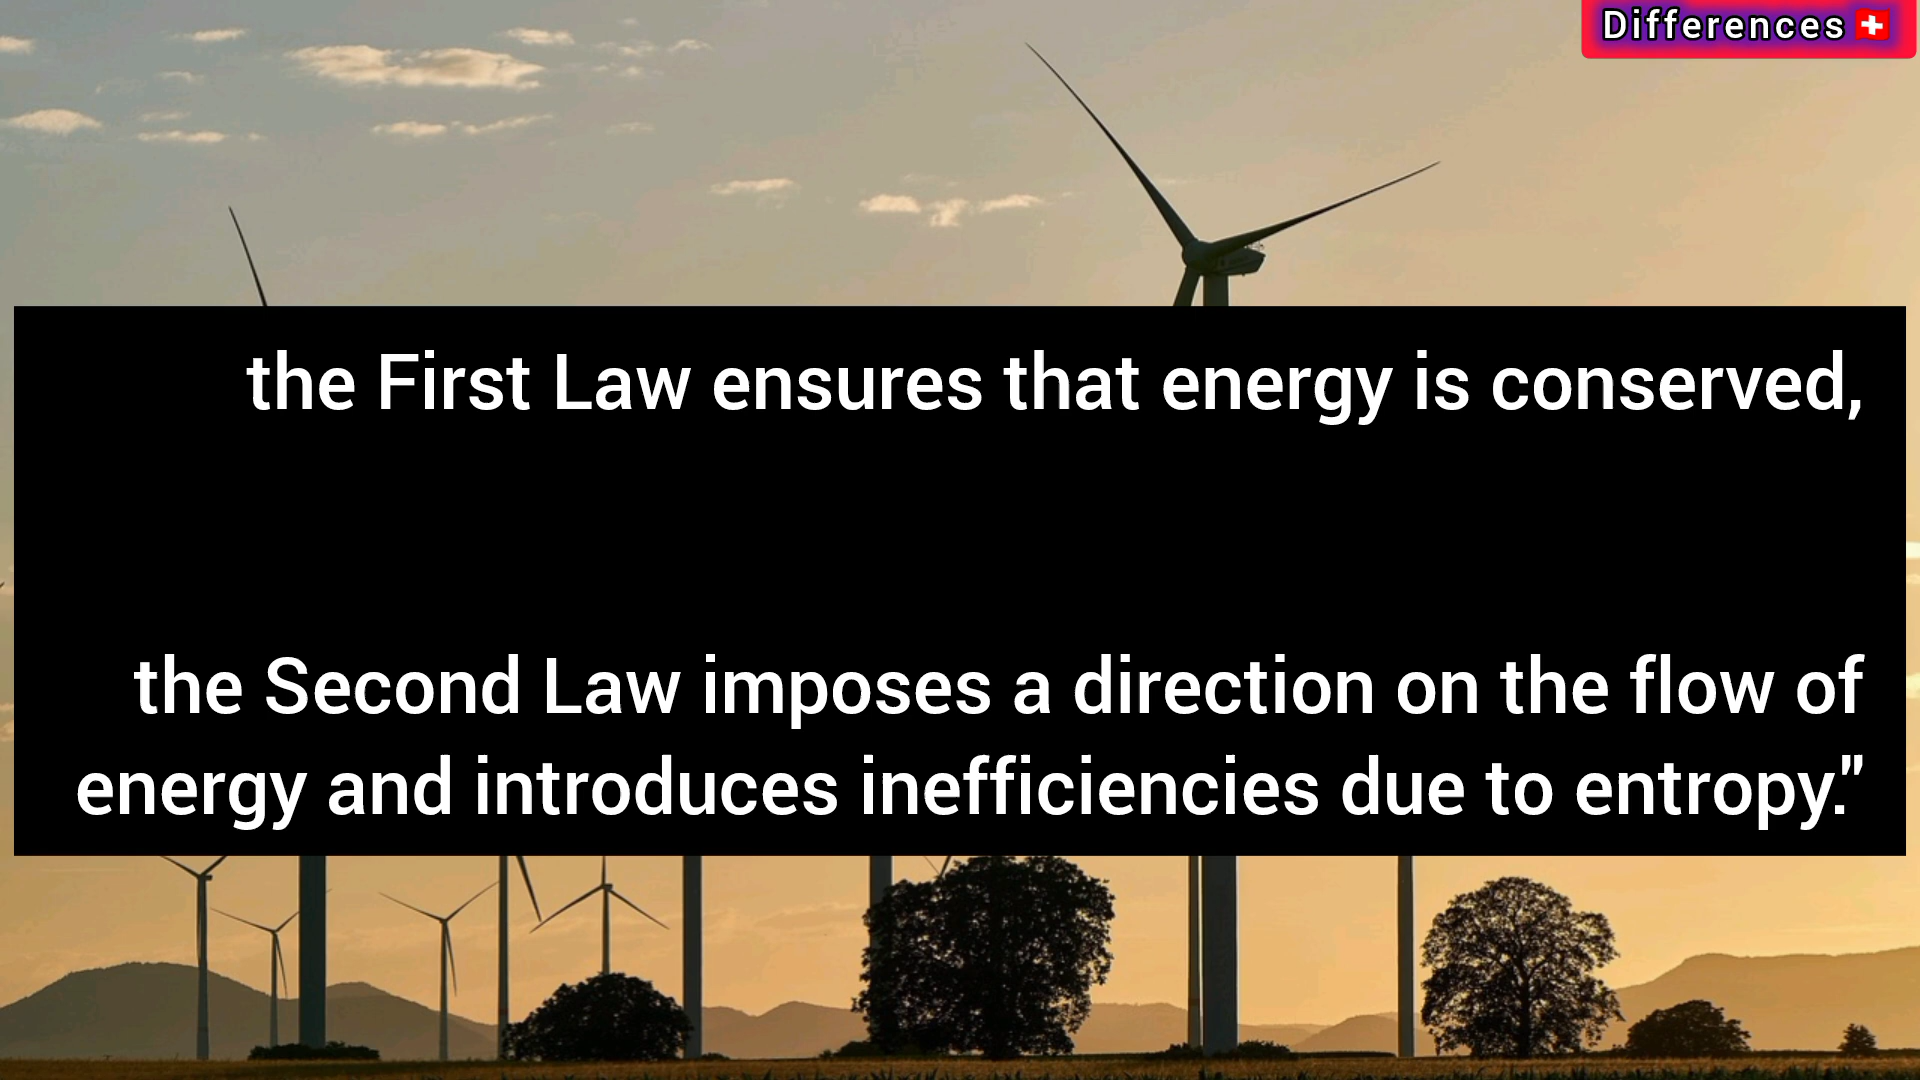 Differences🇨🇭
the First Law ensures that energy is conserved,
the Second Law imposes a direction on the flow of
energy and introduces inefficiencies due to entropy."